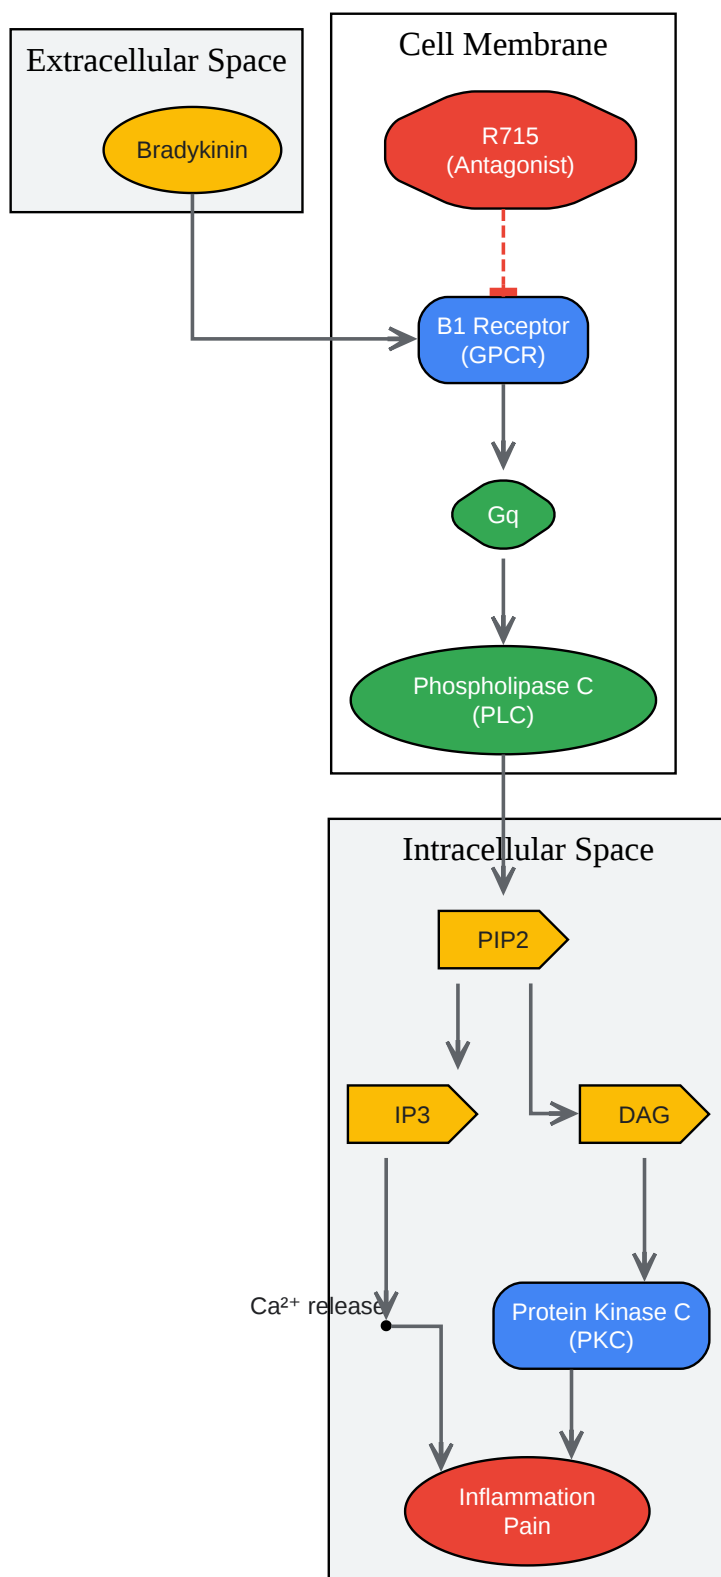 Extracellular Space
Bradykinin
Cell Membrane
R715
(Antagonist)
B1 Receptor
(GPCR)
Gq
Phospholipase C
(PLC)
Intracellular Space
PIP2
IP3
DAG
Ca²⁺ release
Protein Kinase C
(PKC)
Inflammation
Pain